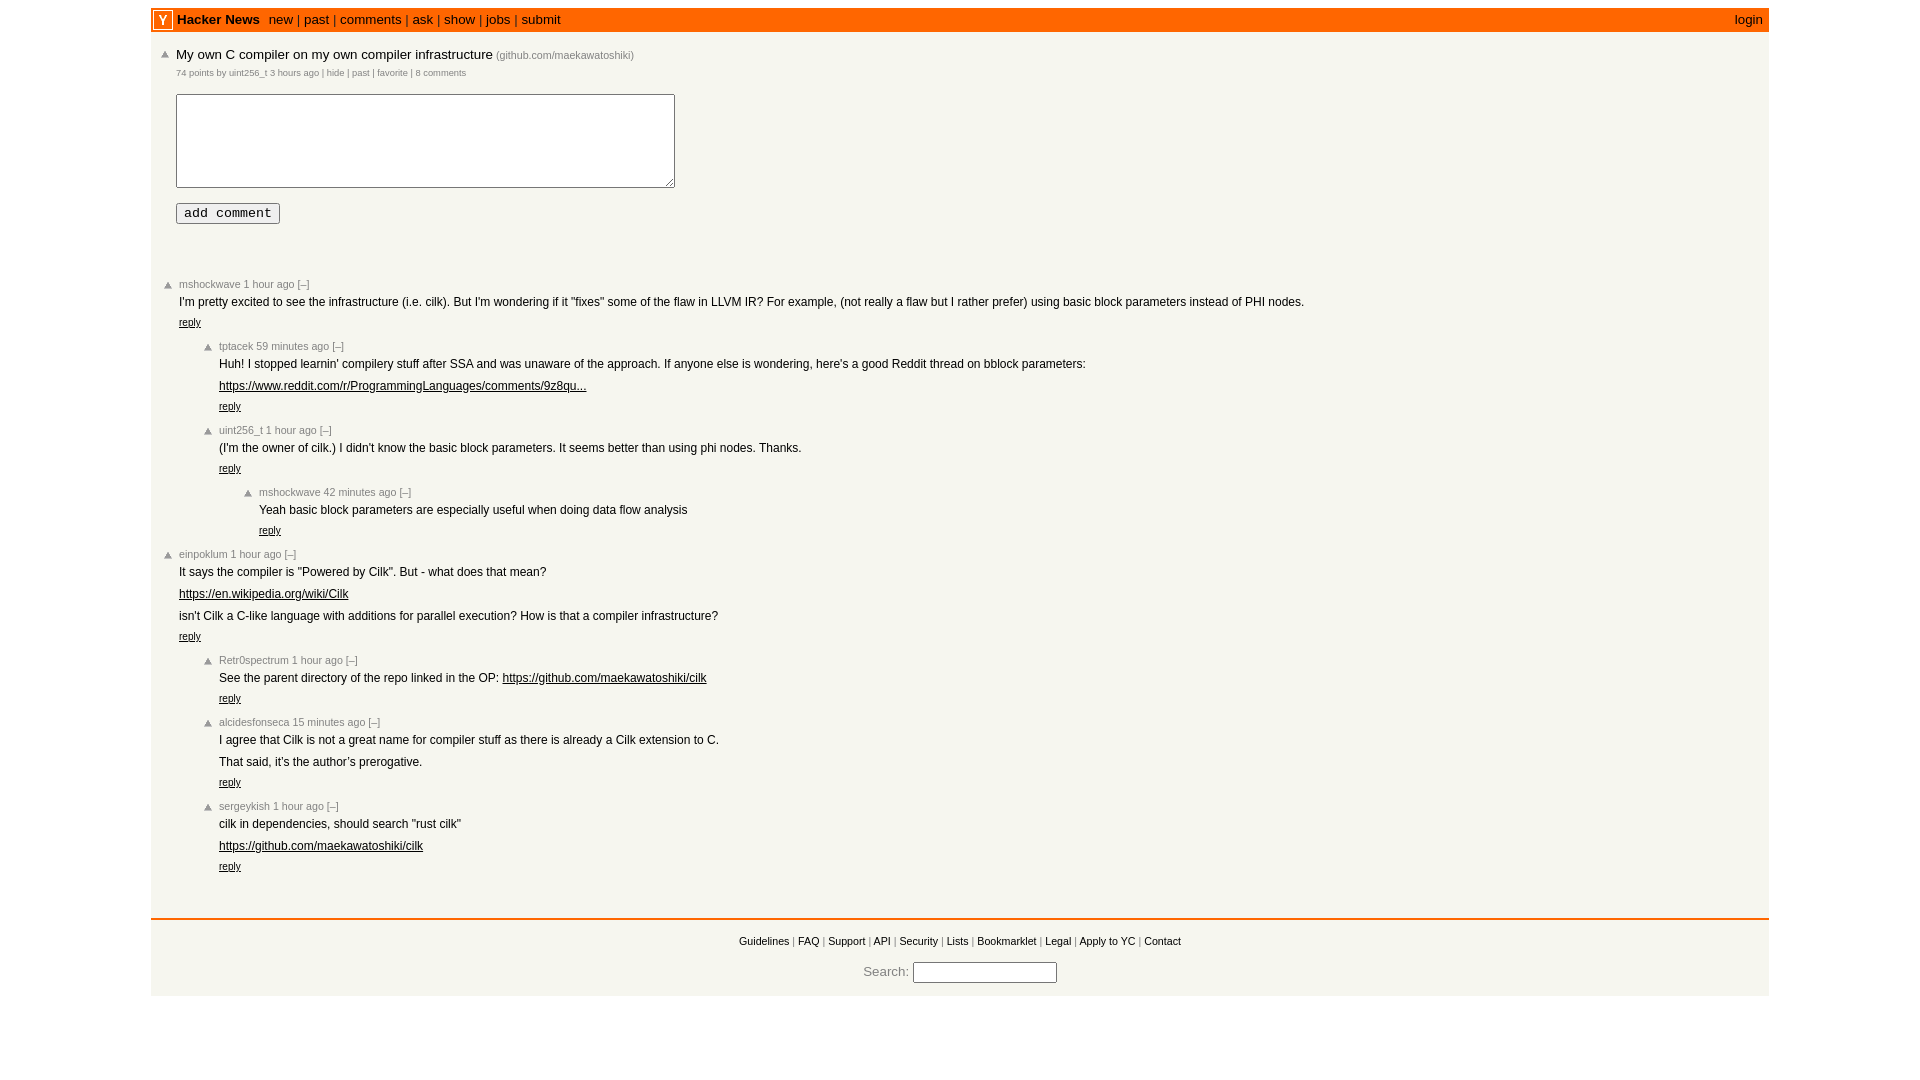 Y Hacker News new | past | comments | ask | show | jobs | submit login
My own C compiler on my own compiler infrastructure (github.com/maekawatoshiki)
74 points by uint256_t 3 hours ago | hide | past | favorite | 8 comments
add comment
mshockwave 1 hour ago [–]
I'm pretty excited to see the infrastructure (i.e. cilk). But I'm wondering if it "fixes" some of the flaw in LLVM IR? For example, (not really a flaw but I rather prefer) using basic block parameters instead of PHI nodes.
reply
tptacek 59 minutes ago [–]
Huh! I stopped learnin' compilery stuff after SSA and was unaware of the approach. If anyone else is wondering, here's a good Reddit thread on bblock parameters:
https://www.reddit.com/r/ProgrammingLanguages/comments/9z8qu...
reply
uint256_t 1 hour ago [–]
(I'm the owner of cilk.) I didn't know the basic block parameters. It seems better than using phi nodes. Thanks.
reply
mshockwave 42 minutes ago [–]
Yeah basic block parameters are especially useful when doing data flow analysis
reply
einpoklum 1 hour ago [–]
It says the compiler is "Powered by Cilk". But - what does that mean?
https://en.wikipedia.org/wiki/Cilk
isn't Cilk a C-like language with additions for parallel execution? How is that a compiler infrastructure?
reply
Retr0spectrum 1 hour ago [–]
See the parent directory of the repo linked in the OP: https://github.com/maekawatoshiki/cilk
reply
alcidesfonseca 15 minutes ago [–]
I agree that Cilk is not a great name for compiler stuff as there is already a Cilk extension to C.
That said, it’s the author’s prerogative.
reply
sergeykish 1 hour ago [–]
cilk in dependencies, should search "rust cilk"
https://github.com/maekawatoshiki/cilk
reply
Guidelines | FAQ | Support | API | Security | Lists | Bookmarklet | Legal | Apply to YC | Contact
Search: